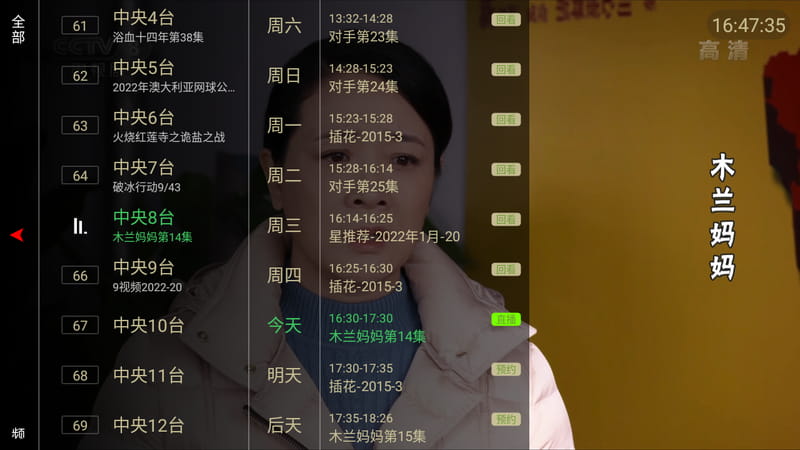 全部
频
61
中央4台
浴血十四年第38集
62
中央5台
2022年澳大利亚网球公...
63
中央6台
火烧红莲寺之诡盐之战
64
中央7台
破冰行动9/43
中央8台
木兰妈妈第14集
66
中央9台
9视频2022-20
67
中央10台
68
中央11台
69
中央12台
周六
周日
周一
周二
周三
周四
今天
明天
后天
13:32-14:28
回看
对手第23集
14:28-15:23
回看
对手第24集
15:23-15:28
回看
插花-2015-3
15:28-16:14
回看
对手第25集
16:14-16:25
回看
星推荐-2022年1月-20
16:25-16:30
回看
插花-2015-3
16:30-17:30
直播
木兰妈妈第14集
17:30-17:35
预约
插花-2015-3
17:35-18:26
预约
木兰妈妈第15集
16:47:35
高清
木兰妈妈